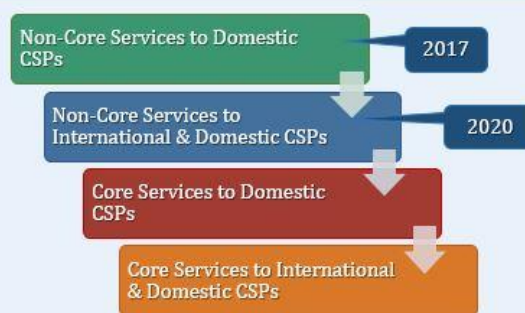 Non-Core Services to Domestic
CSPs
2017
Non-Core Services to
International & Domestic CSPs
2020
Core Services to Domestic
CSPs
Core Services to International
& Domestic CSPs